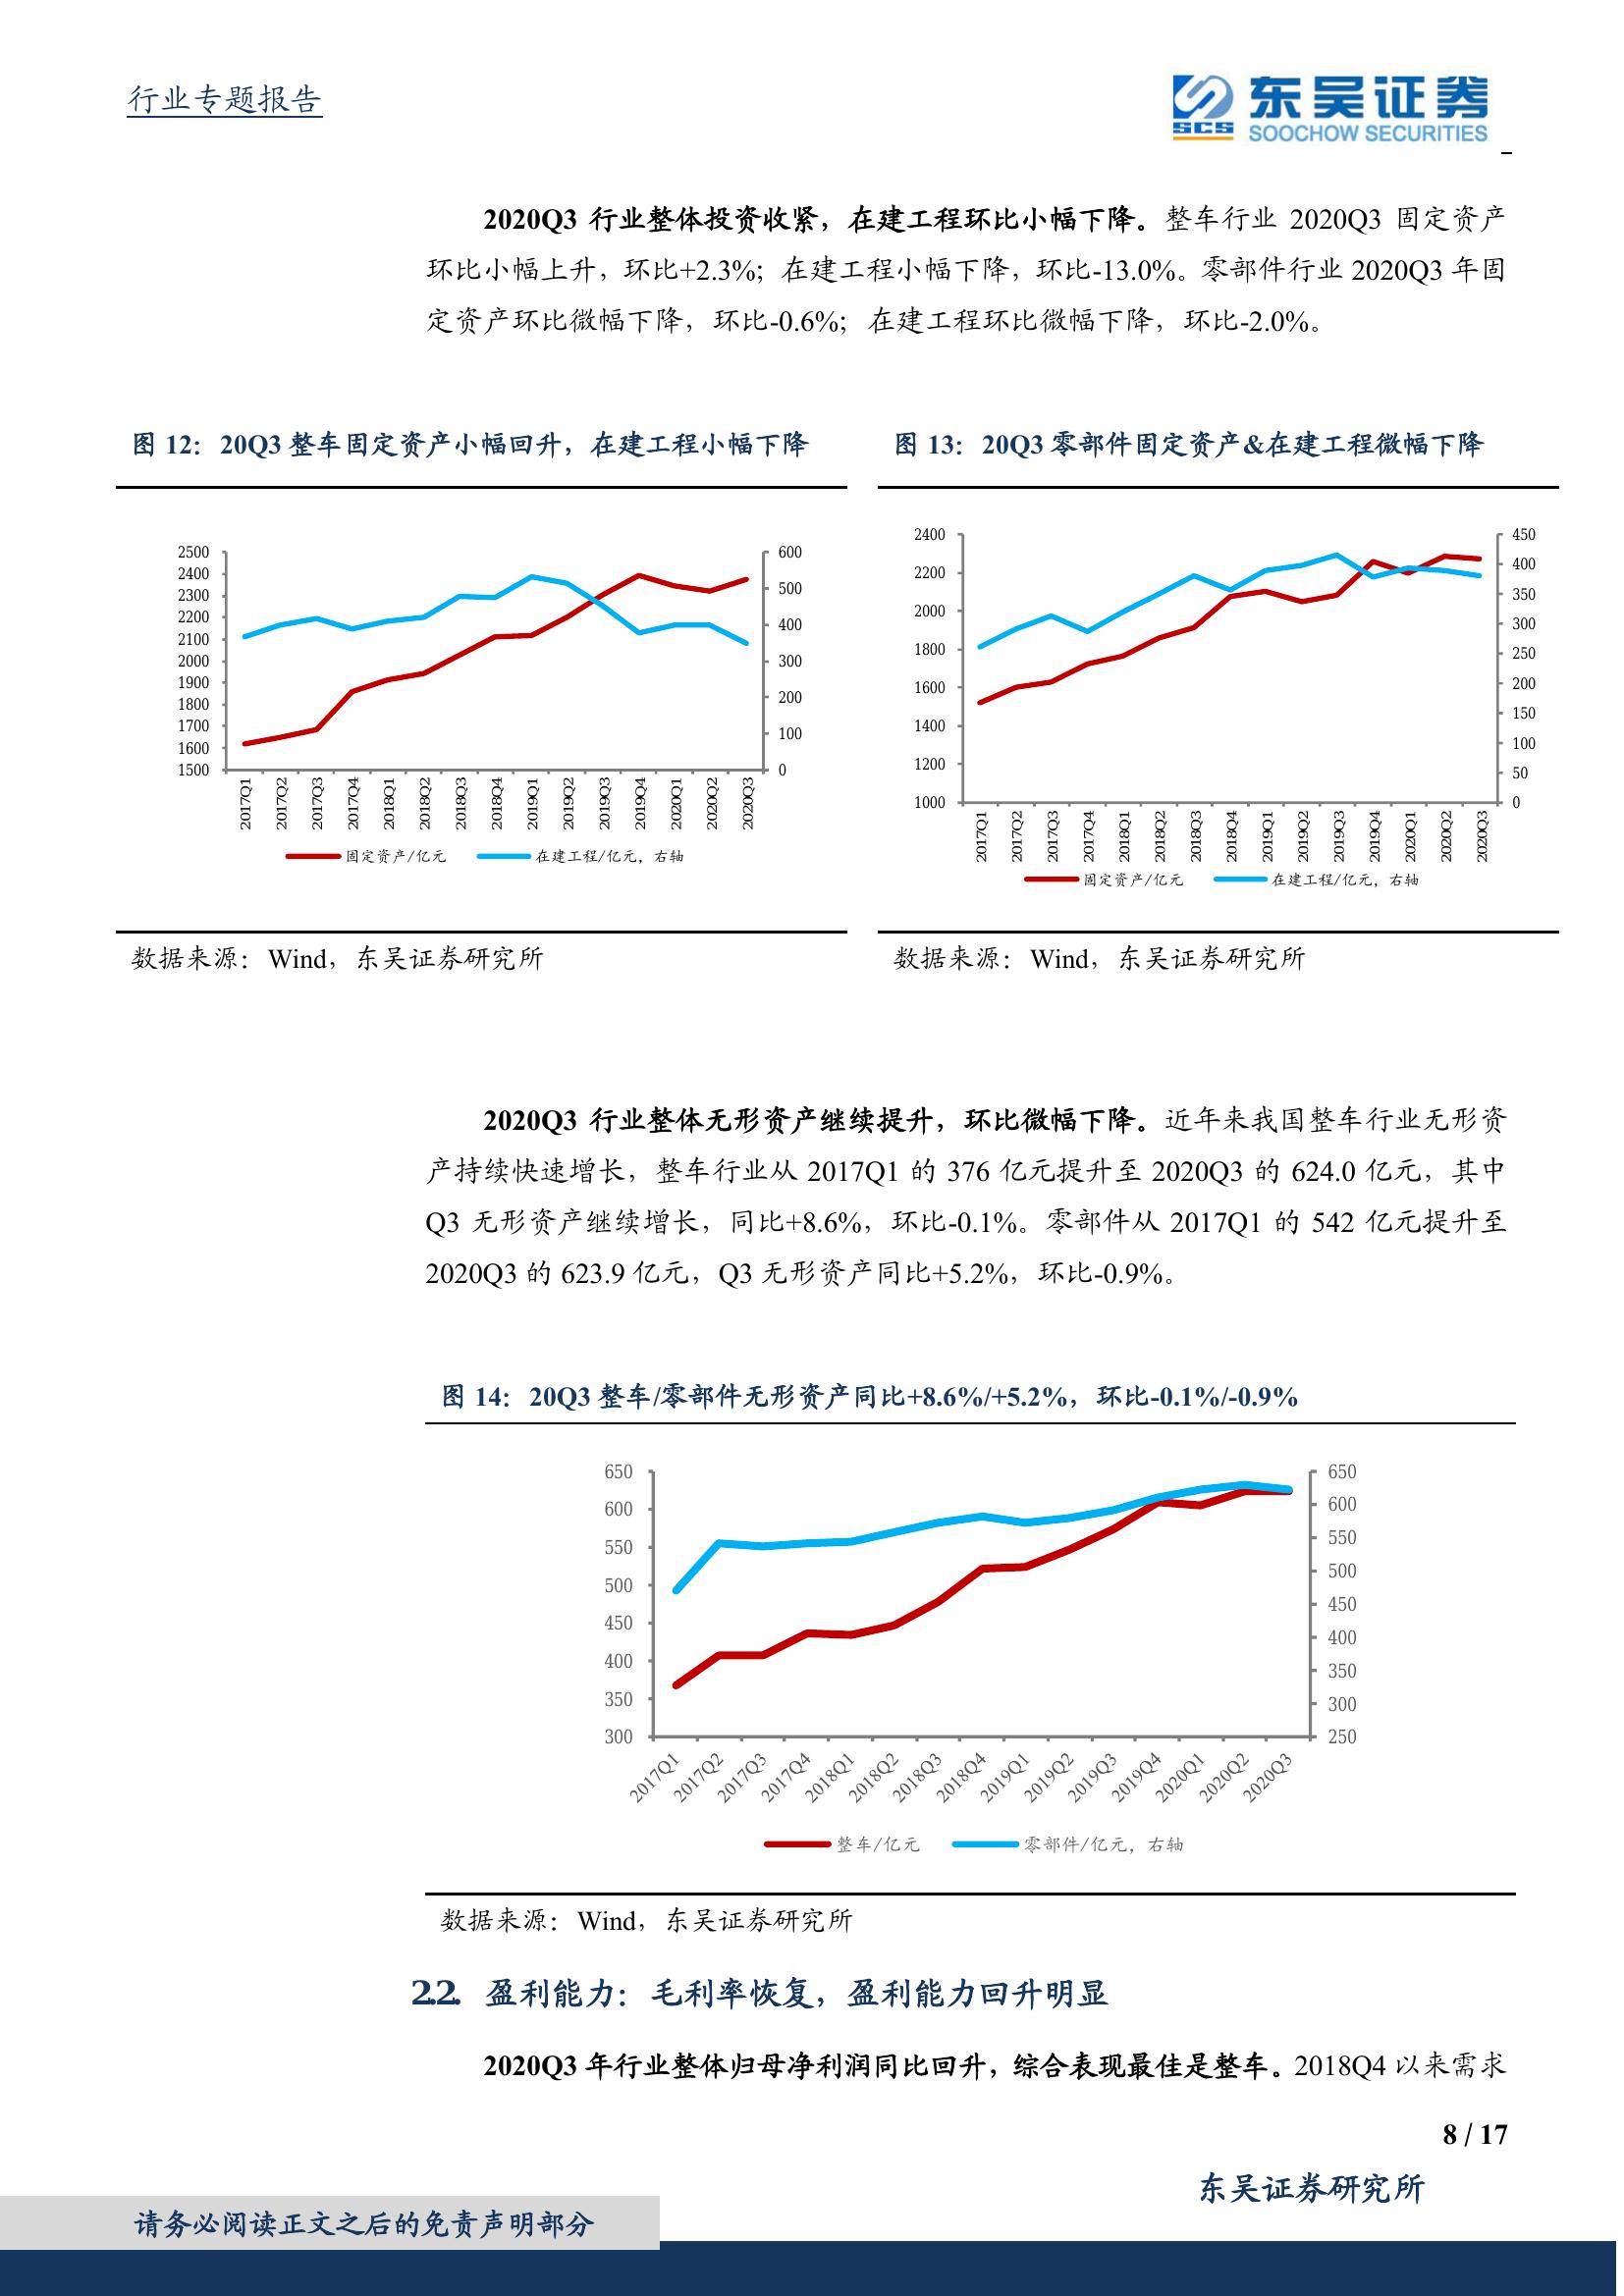 行业专题报告
东吴证券
SCS
SOOCHOW SECURITIES
2020Q3 行业整体投资收紧，在建工程环比小幅下降。整车行业 2020Q3 固定资产
环比小幅上升，环比+2.3%；在建工程小幅下降，环比-13.0%。零部件行业 2020Q3 年固
定资产环比微幅下降，环比-0.6%；在建工程环比微幅下降，环比-2.0%。
图 12：20Q3 整车固定资产小幅回升，在建工程小幅下降
2500
2400
2300
2200
2100
2000
1900
1800
1700
1600
1500
600
500
400
300
200
100
0
2017Q1
2017Q2
2017Q3
2017Q4
2018Q1
2018Q2
2018Q3
2018Q4
2019Q1
2019Q2
2019Q3
2019Q4
2020Q1
2020Q2
2020Q3
固定资产/亿元
在建工程/亿元，右轴
数据来源：Wind，东吴证券研究所
图 13：20Q3 零部件固定资产&在建工程微幅下降
2400
2200
2000
1800
1600
1400
1200
1000
450
400
350
300
250
200
150
100
50
0
2017Q1
2017Q2
2017Q3
2017Q4
2018Q1
2018Q2
2018Q3
2018Q4
2019Q1
2019Q2
2019Q3
2019Q4
2020Q1
2020Q2
2020Q3
固定资产/亿元
在建工程/亿元，右轴
数据来源：Wind，东吴证券研究所
2020Q3 行业整体无形资产继续提升，环比微幅下降。近年来我国整车行业无形资
产持续快速增长，整车行业从 2017Q1 的 376 亿元提升至 2020Q3 的 624.0 亿元，其中
Q3 无形资产继续增长，同比+8.6%，环比-0.1%。零部件从 2017Q1 的 542 亿元提升至
2020Q3 的 623.9 亿元，Q3 无形资产同比+5.2%，环比-0.9%。
图 14：20Q3 整车/零部件无形资产同比+8.6%/+5.2%，环比-0.1%/-0.9%
650
600
550
500
450
400
350
300
650
600
550
500
450
400
350
300
250
2017Q1
2017Q2
2017Q3
2017Q4
2018Q1
2018Q2
2018Q3
2018Q4
2019Q1
2019Q2
2019Q3
2019Q4
2020Q1
2020Q2
2020Q3
整车/亿元
零部件/亿元，右轴
数据来源：Wind，东吴证券研究所
2.2. 盈利能力：毛利率恢复，盈利能力回升明显
2020Q3 年行业整体归母净利润同比回升，综合表现最佳是整车。2018Q4 以来需求
8 / 17
东吴证券研究所
请务必阅读正文之后的免责声明部分